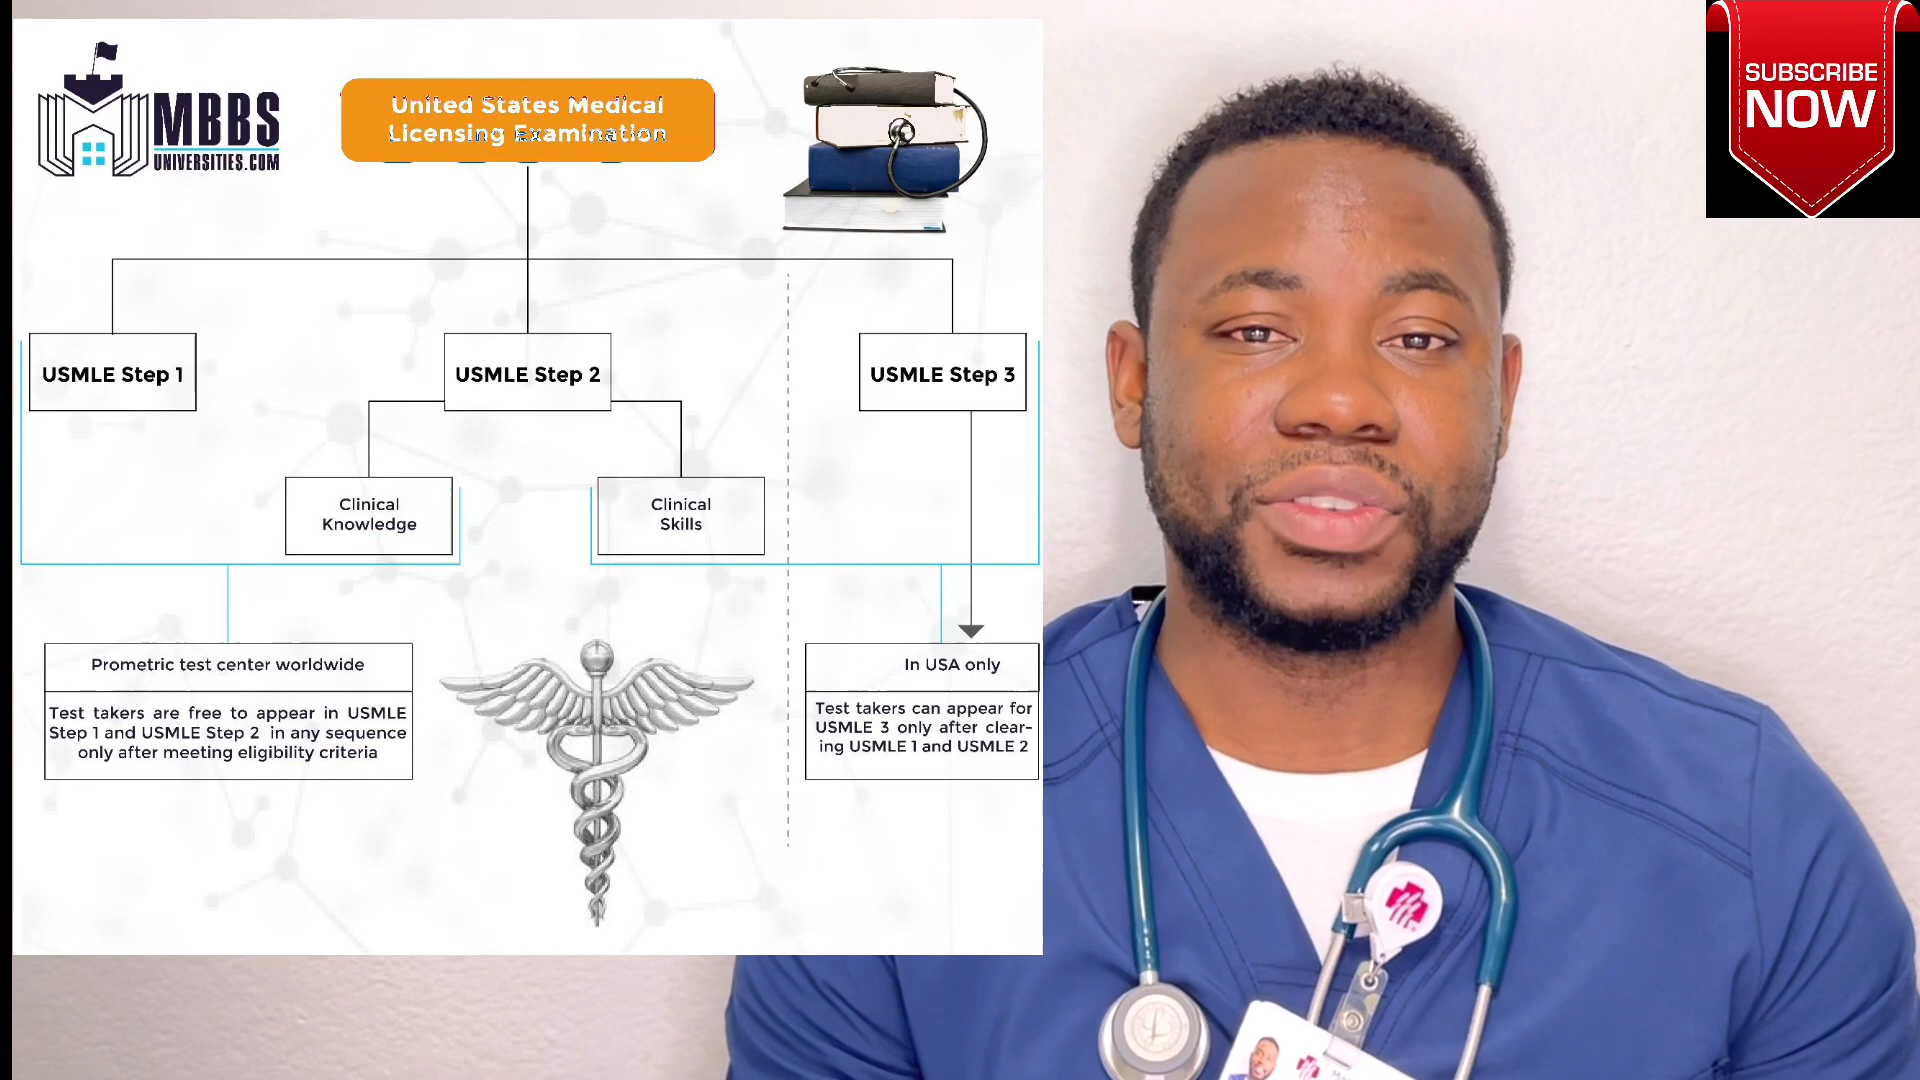 MBBS
UNIVERSITIES.COM
United States Medical
Licensing Examination
SUBSCRIBE
NOW
USMLE Step 1
USMLE Step 2
USMLE Step 3
Clinical
Knowledge
Clinical
Skills
Prometric test center worldwide
Test takers are free to appear in USMLE
Step 1 and USMLE Step 2 in any sequence
only after meeting eligibility criteria
In USA only
Test takers can appear for
USMLE 3 only after clear-
ing USMLE 1 and USMLE 2